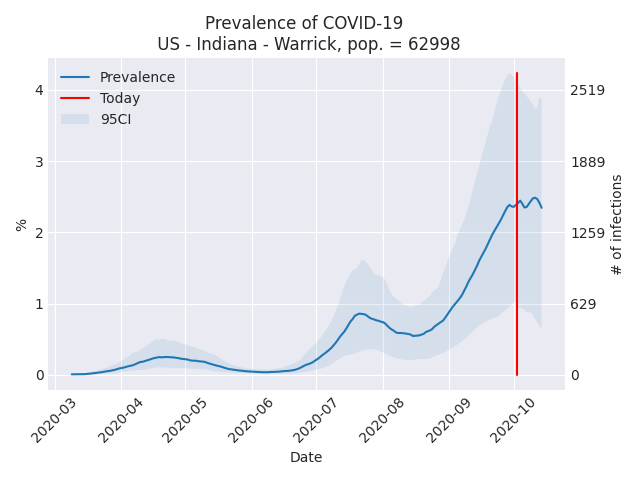 Prevalence of COVID-19
US - Indiana - Warrick, pop. = 62998
Prevalence
Today
95CI
4
3
2
1
0
%
2519
1889
1259
629
0
# of infections
2020-03
2020-04
2020-05
2020-06
2020-07
2020-08
2020-09
2020-10
Date